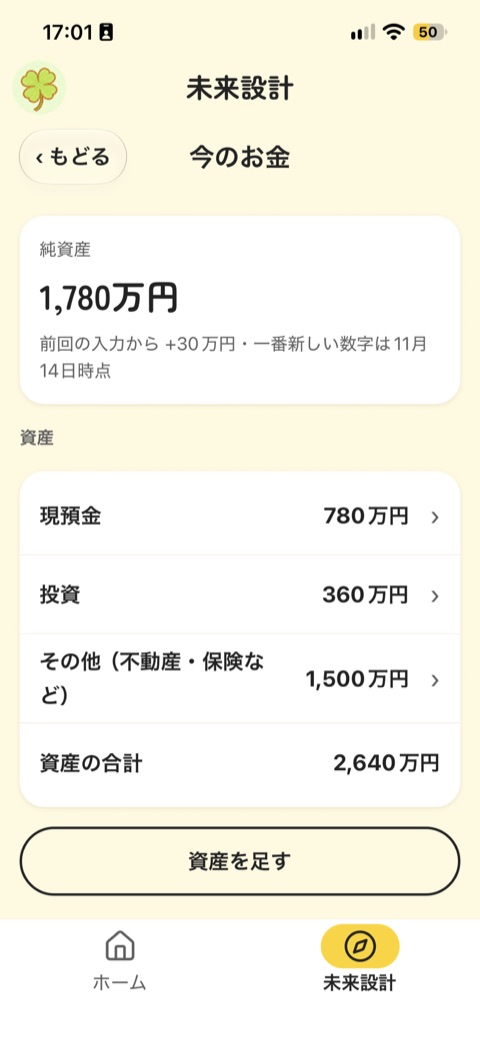 17:01
50
未来設計
‹ もどる
今のお金
純資産
1,780万円
前回の入力から +30万円・一番新しい数字は11月
14日時点
資産
現預金 780万円 ›
投資 360万円 ›
その他（不動産・保険な
ど） 1,500万円 ›
資産の合計 2,640万円
資産を足す
ホーム
未来設計